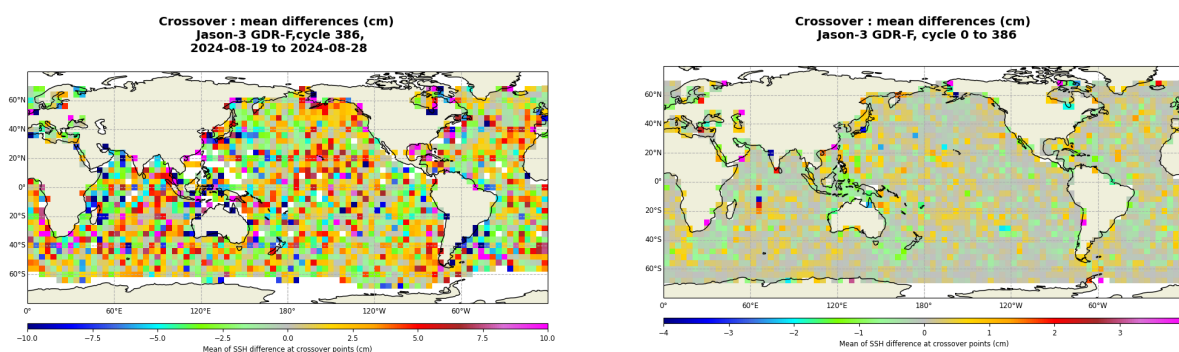 Crossover : mean differences (cm)
Jason-3 GDR-F,cycle 386,
2024-08-19 to 2024-08-28
60°N
40°N
20°N
0°
20°S
40°S
60°S
0°
60°E
120°E
180°W
120°W
60°W
0°
−10.0
−7.5
−5.0
−2.5
0.0
2.5
5.0
7.5
10.0
Mean of SSH difference at crossover points (cm)
Crossover : mean differences (cm)
Jason-3 GDR-F, cycle 0 to 386
60°N
40°N
20°N
0°
20°S
40°S
60°S
0°
60°E
120°E
180°W
120°W
60°W
−4
−3
−2
−1
0
1
2
3
Mean of SSH difference at crossover points (cm)